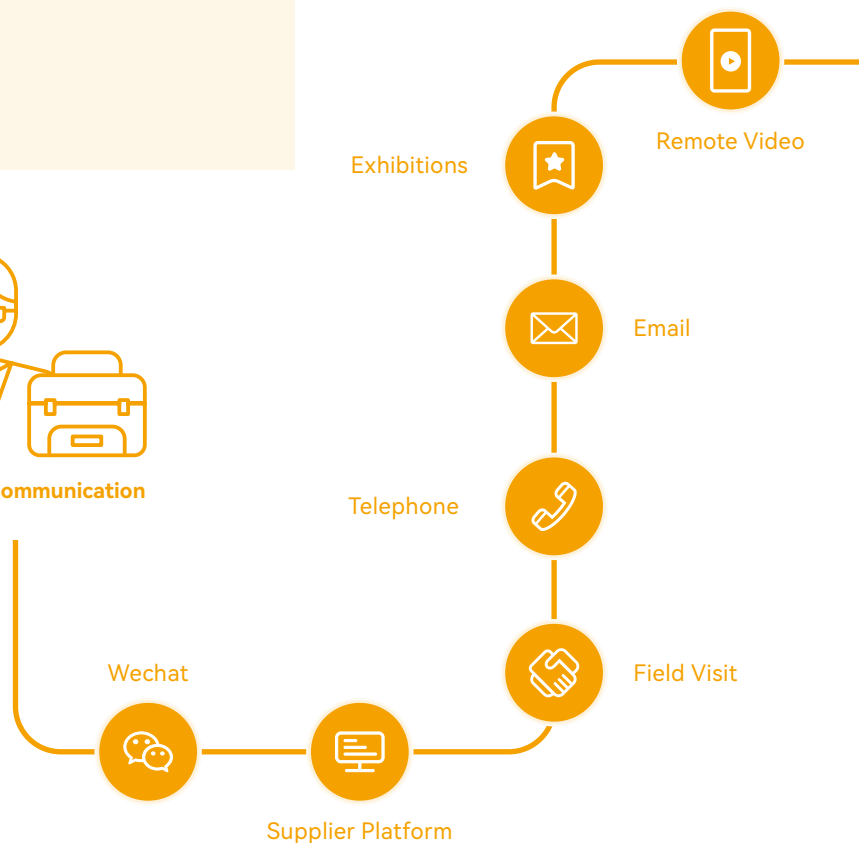 Remote Video
Exhibitions
Email
ommunication
Telephone
Wechat
Field Visit
Supplier Platform